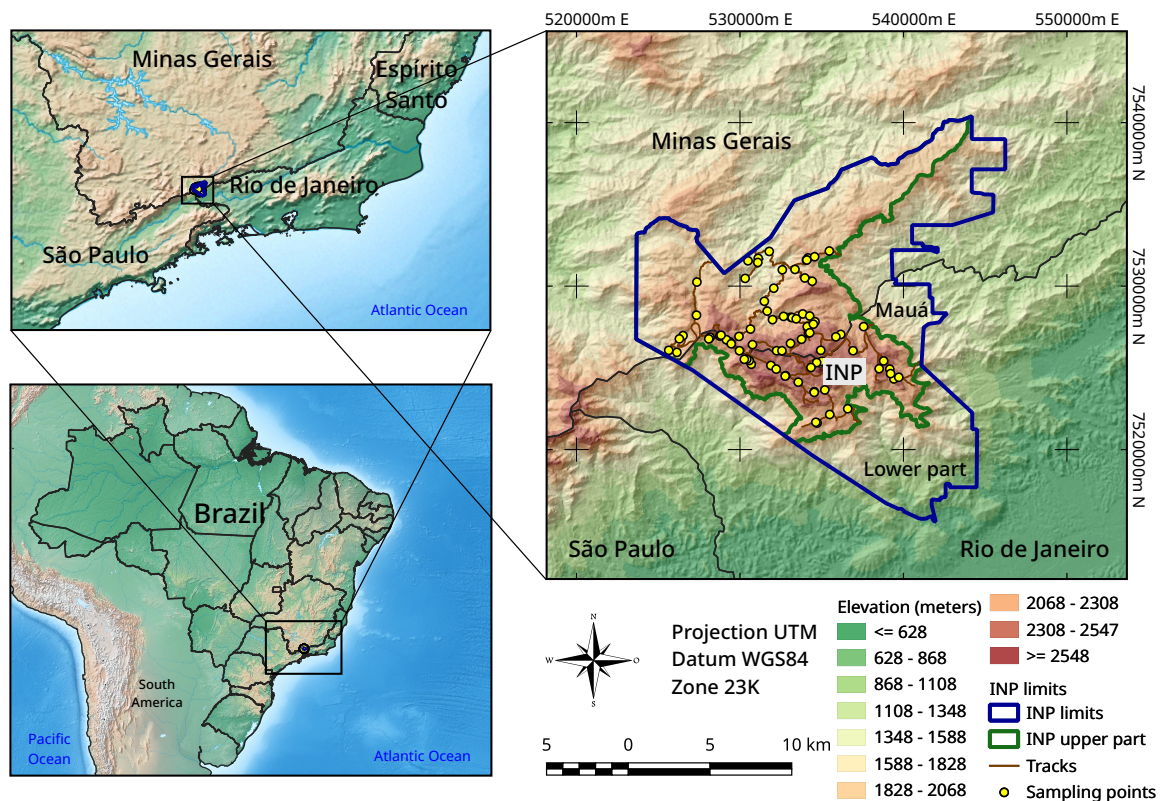 Minas Gerais
Espírito
Santo
Rio de Janeiro
São Paulo
Atlantic Ocean
Brazil
South
America
Pacific
Ocean
Atlantic Ocean
520000m E
530000m E
540000m E
550000m E
7540000m N
7530000m N
7520000m N
Minas Gerais
Mauá
INP
Lower part
São Paulo
Rio de Janeiro
N
W
O
S
Projection UTM
Datum WGS84
Zone 23K
5 0 5 10 km
Elevation (meters)
<= 628
628 - 868
868 - 1108
1108 - 1348
1348 - 1588
1588 - 1828
1828 - 2068
2068 - 2308
2308 - 2547
>= 2548
INP limits
INP limits
INP upper part
Tracks
Sampling points